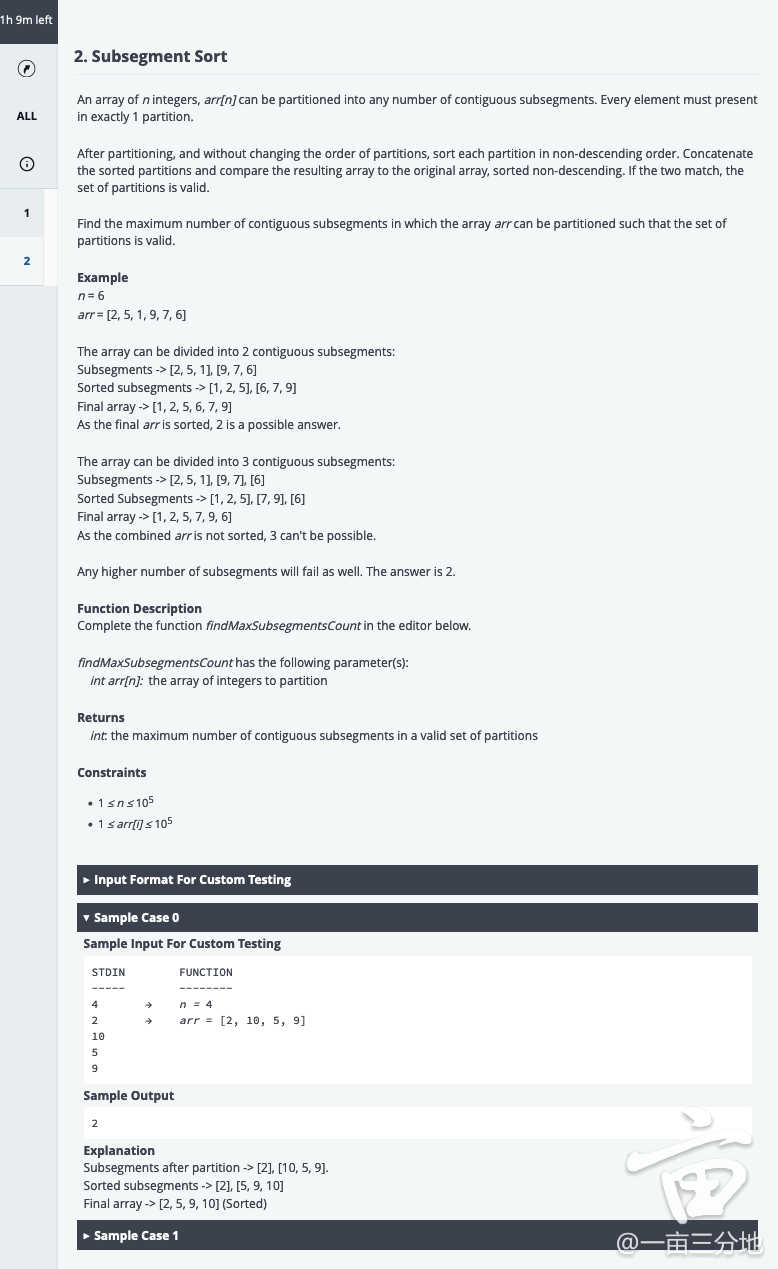 1h 9m left
ALL
1
2
2. Subsegment Sort
An array of n integers, arr[n] can be partitioned into any number of contiguous subsegments. Every element must present
in exactly 1 partition.
After partitioning, and without changing the order of partitions, sort each partition in non-descending order. Concatenate
the sorted partitions and compare the resulting array to the original array, sorted non-descending. If the two match, the
set of partitions is valid.
Find the maximum number of contiguous subsegments in which the array arr can be partitioned such that the set of
partitions is valid.
Example
n = 6
arr = [2, 5, 1, 9, 7, 6]
The array can be divided into 2 contiguous subsegments:
Subsegments -> [2, 5, 1], [9, 7, 6]
Sorted subsegments -> [1, 2, 5], [6, 7, 9]
Final array -> [1, 2, 5, 6, 7, 9]
As the final arr is sorted, 2 is a possible answer.
The array can be divided into 3 contiguous subsegments:
Subsegments -> [2, 5, 1], [9, 7], [6]
Sorted Subsegments -> [1, 2, 5], [7, 9], [6]
Final array -> [1, 2, 5, 7, 9, 6]
As the combined arr is not sorted, 3 can't be possible.
Any higher number of subsegments will fail as well. The answer is 2.
Function Description
Complete the function findMaxSubsegmentsCount in the editor below.
findMaxSubsegmentsCount has the following parameter(s):
int arr[n]: the array of integers to partition
Returns
int: the maximum number of contiguous subsegments in a valid set of partitions
Constraints
• 1 ≤ n ≤ 10⁵
• 1 ≤ arr[i] ≤ 10⁵
▸ Input Format For Custom Testing
▾ Sample Case 0
Sample Input For Custom Testing
STDIN FUNCTION
----- --------
4 → n = 4
2 → arr = [2, 10, 5, 9]
10
5
9
Sample Output
2
Explanation
Subsegments after partition -> [2], [10, 5, 9].
Sorted subsegments -> [2], [5, 9, 10]
Final array -> [2, 5, 9, 10] (Sorted)
▸ Sample Case 1
亩
@一亩三分地